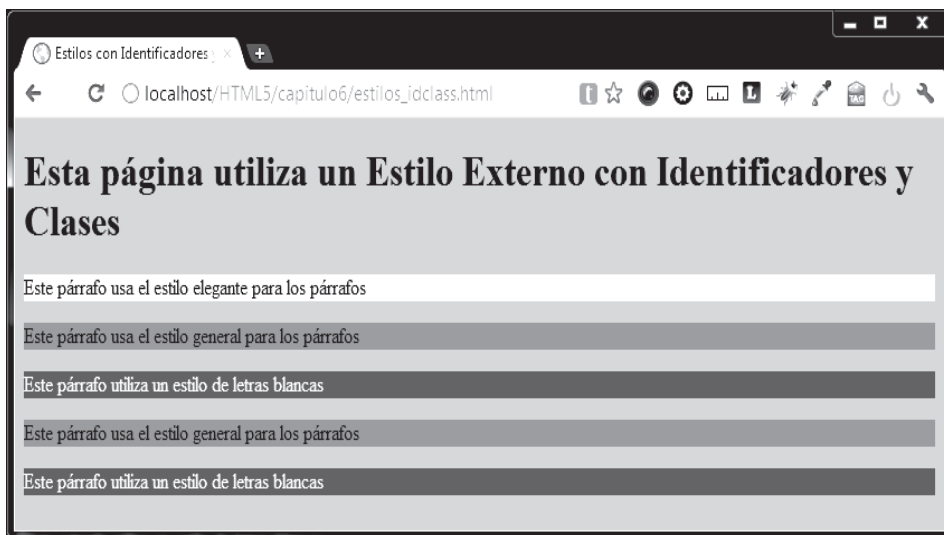 Estilos con Identificadores y
localhost/HTML5/capitulo6/estilos_idclass.html
t
L
TAG
Esta página utiliza un Estilo Externo con Identificadores y
Clases
Este párrafo usa el estilo elegante para los párrafos
Este párrafo usa el estilo general para los párrafos
Este párrafo utiliza un estilo de letras blancas
Este párrafo usa el estilo general para los párrafos
Este párrafo utiliza un estilo de letras blancas